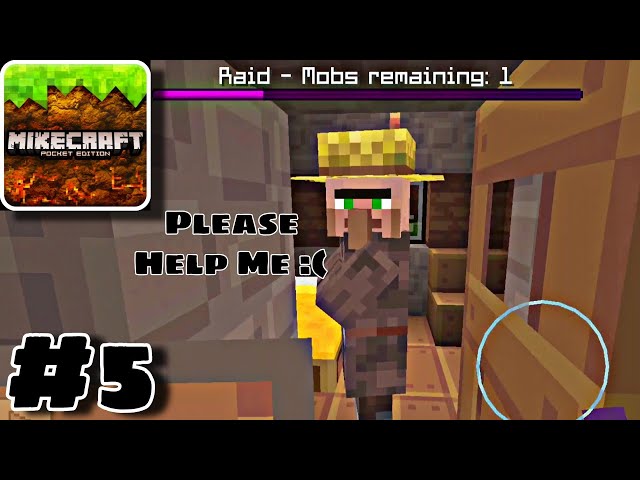 Raid - Mobs remaining: 1
MIKECRAFT
POCKET EDITION
Please
Help Me :(
#5